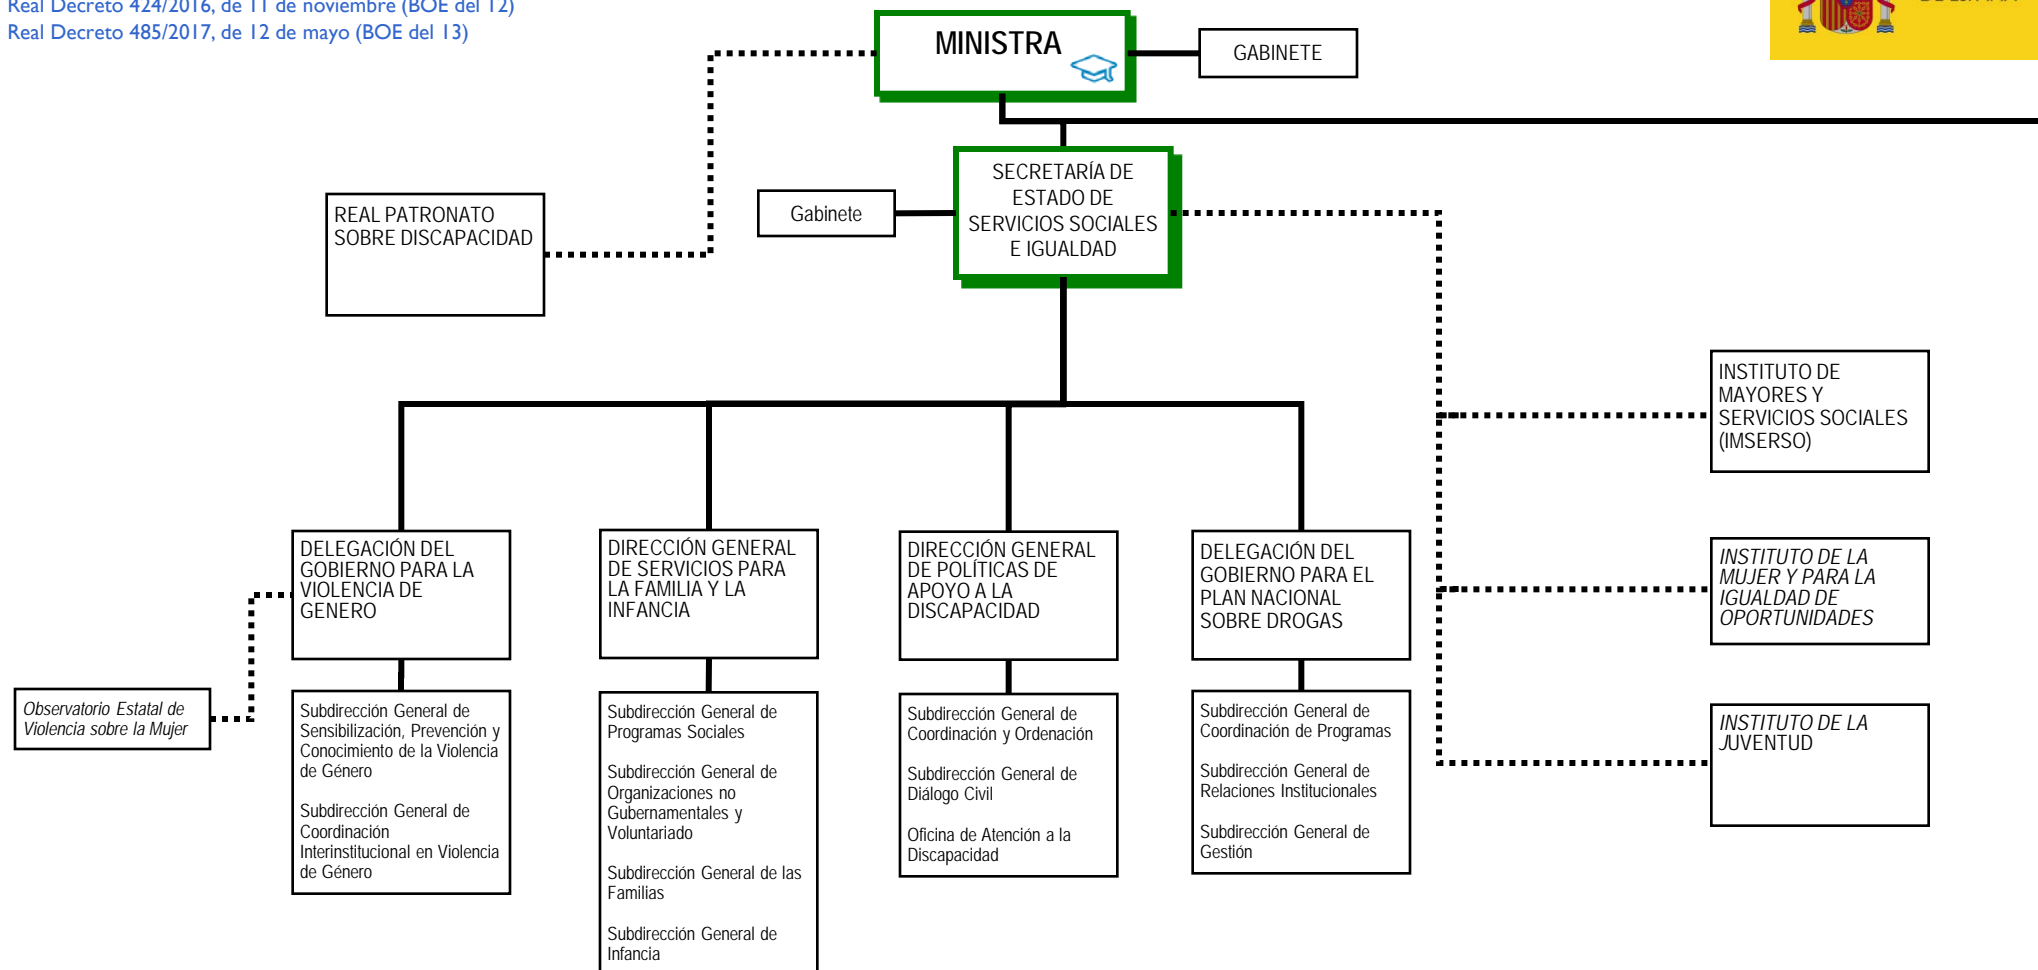 Real Decreto 424/2016, de 11 de noviembre (BOE del 12)
Real Decreto 485/2017, de 12 de mayo (BOE del 13)
MINISTRA
GABINETE
SECRETARÍA DE
ESTADO DE
SERVICIOS SOCIALES
E IGUALDAD
Gabinete
REAL PATRONATO
SOBRE DISCAPACIDAD
INSTITUTO DE
MAYORES Y
SERVICIOS SOCIALES
(IMSERSO)
DELEGACIÓN DEL
GOBIERNO PARA LA
VIOLENCIA DE
GENERO
DIRECCIÓN GENERAL
DE SERVICIOS PARA
LA FAMILIA Y LA
INFANCIA
DIRECCIÓN GENERAL
DE POLÍTICAS DE
APOYO A LA
DISCAPACIDAD
DELEGACIÓN DEL
GOBIERNO PARA EL
PLAN NACIONAL
SOBRE DROGAS
INSTITUTO DE LA
MUJER Y PARA LA
IGUALDAD DE
OPORTUNIDADES
Observatorio Estatal de
Violencia sobre la Mujer
Subdirección General de
Sensibilización, Prevención y
Conocimiento de la Violencia
de Género
Subdirección General de
Coordinación
Interinstitucional en Violencia
de Género
Subdirección General de
Programas Sociales
Subdirección General de
Organizaciones no
Gubernamentales y
Voluntariado
Subdirección General de las
Familias
Subdirección General de
Infancia
Subdirección General de
Coordinación y Ordenación
Subdirección General de
Diálogo Civil
Oficina de Atención a la
Discapacidad
Subdirección General de
Coordinación de Programas
Subdirección General de
Relaciones Institucionales
Subdirección General de
Gestión
INSTITUTO DE LA
JUVENTUD